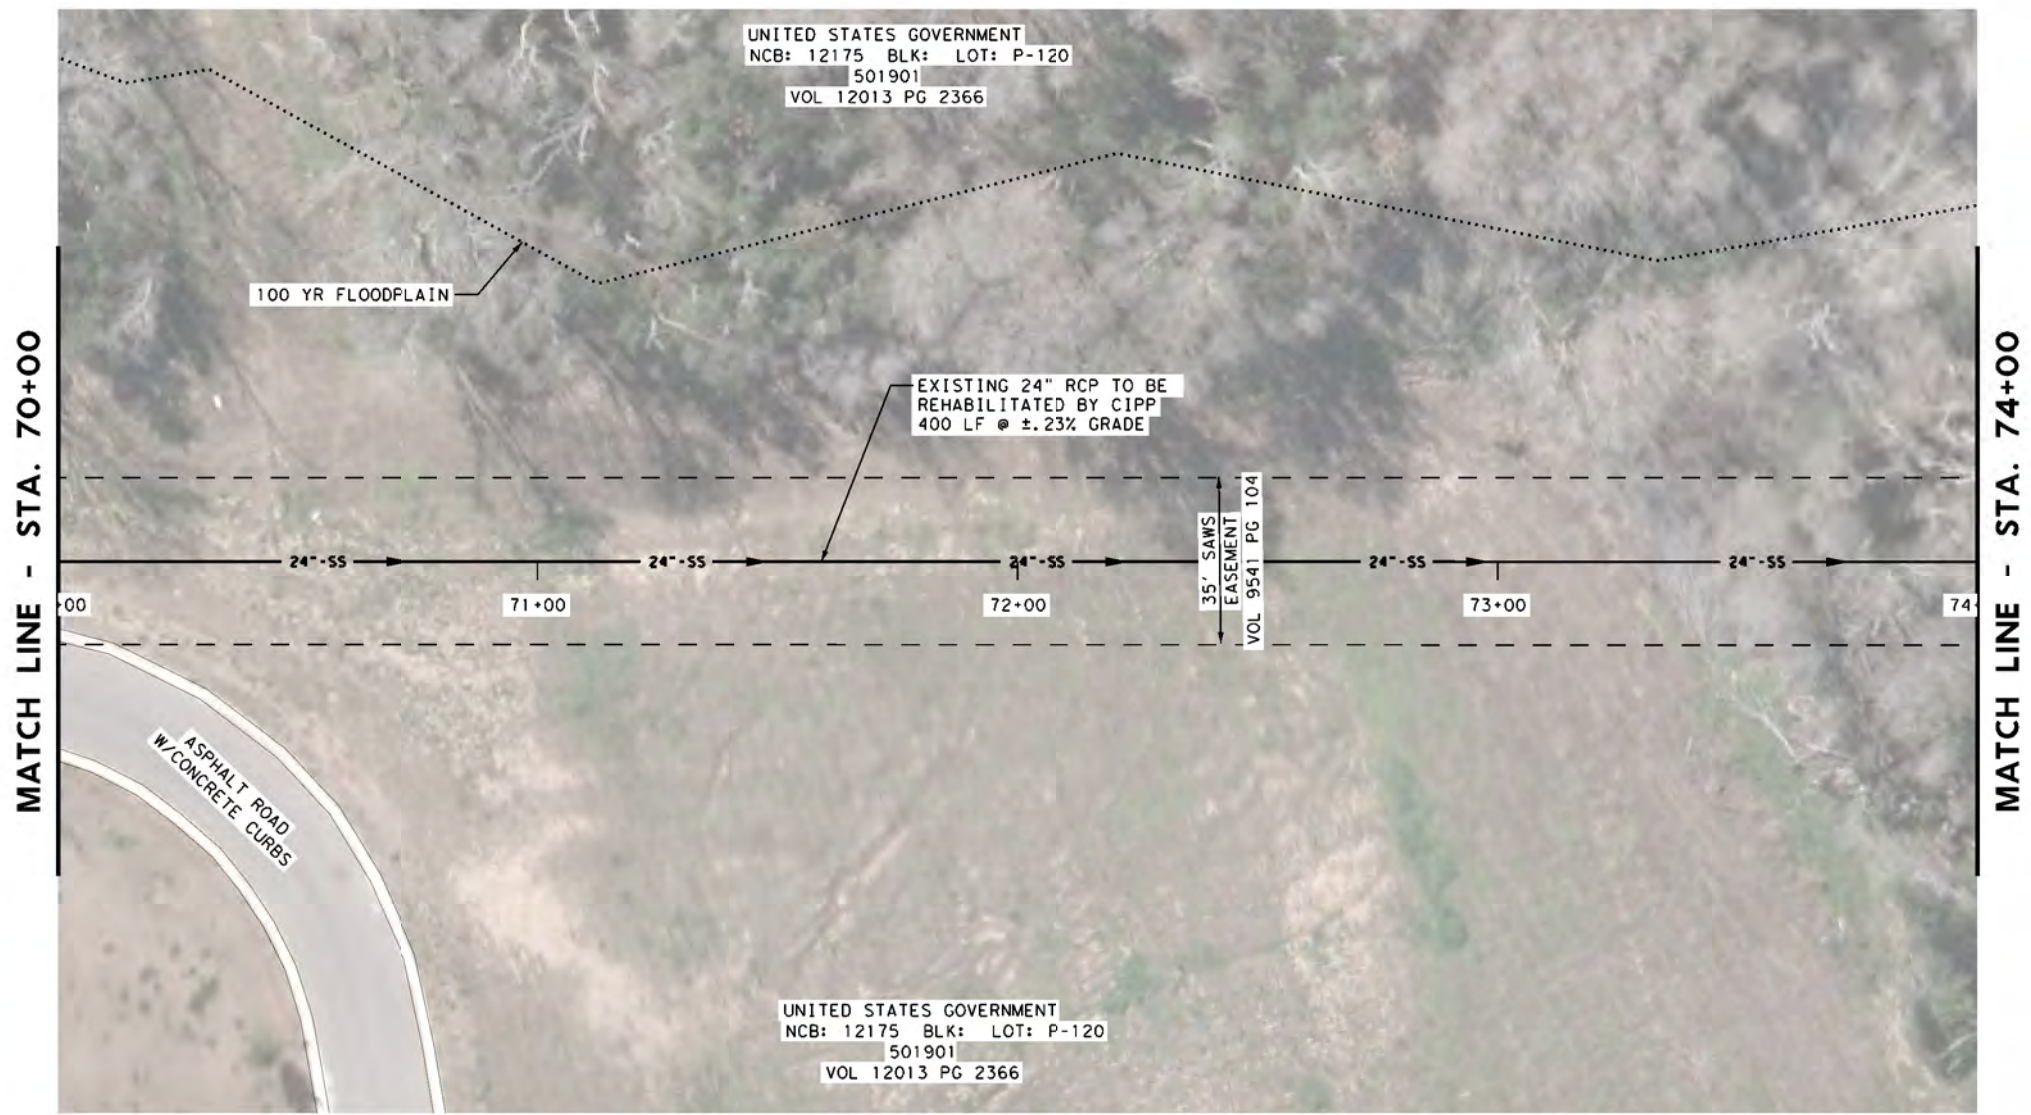 UNITED STATES GOVERNMENT
NCB: 12175 BLK: LOT: P-120
501901
VOL 12013 PG 2366
100 YR FLOODPLAIN
MATCH LINE - STA. 70+00
MATCH LINE - STA. 74+00
EXISTING 24" RCP TO BE
REHABILITATED BY CIPP
400 LF @ ±.23% GRADE
24"-SS 24"-SS 24"-SS 24"-SS 24"-SS
35' SAWS
EASEMENT
VOL 9541 PG 104
+00 71+00 72+00 73+00 74+
ASPHALT ROAD
W/CONCRETE CURBS
UNITED STATES GOVERNMENT
NCB: 12175 BLK: LOT: P-120
501901
VOL 12013 PG 2366